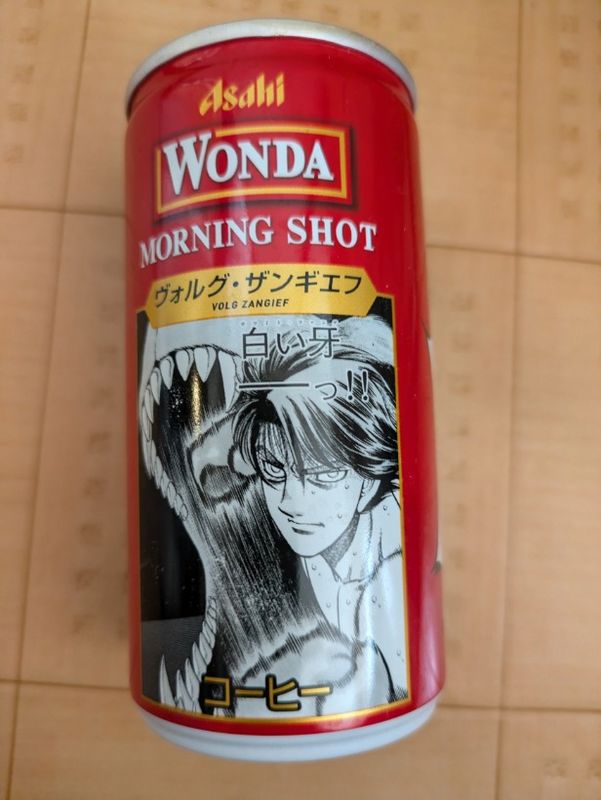 Asahi
WONDA
MORNING SHOT
ヴォルグ・ザンギエフ
VOLG ZANGIEF
白い牙
――っ!!
コーヒー